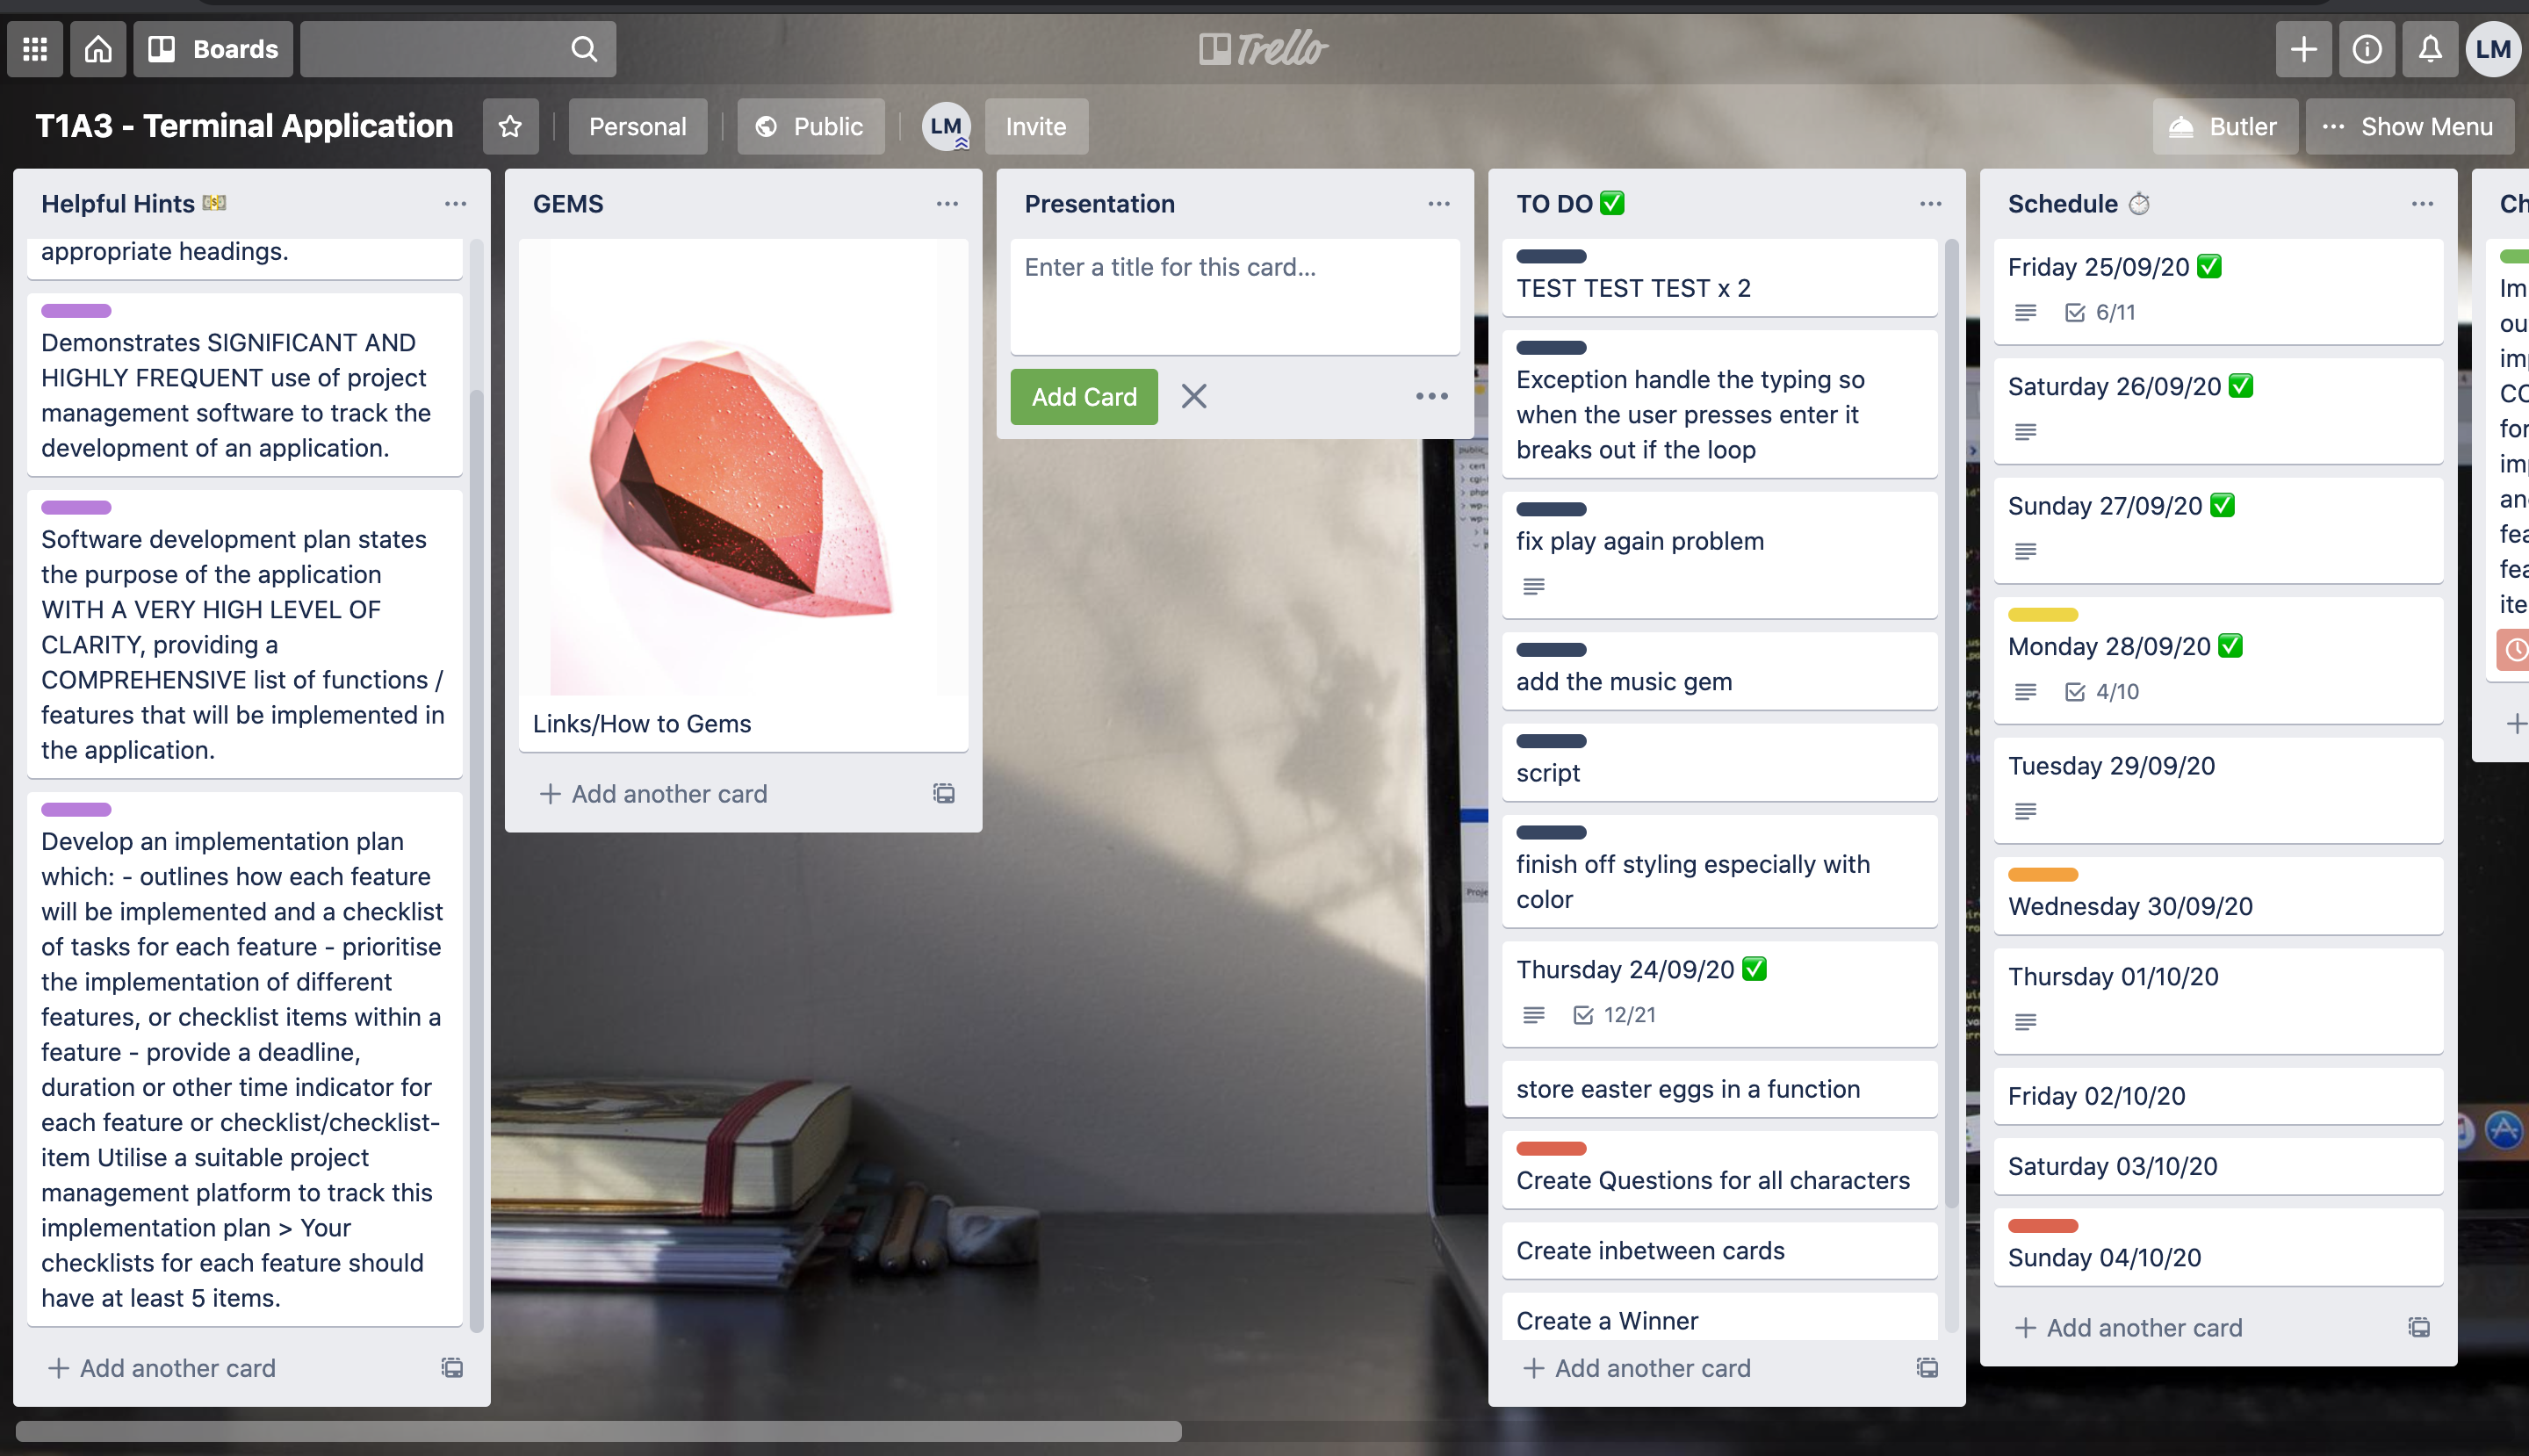 Boards
Trello
LM
T1A3 - Terminal Application
Personal
Public
LM
Invite
Butler
Show Menu
Helpful Hints 💵
appropriate headings.
Demonstrates SIGNIFICANT AND
HIGHLY FREQUENT use of project
management software to track the
development of an application.
Software development plan states
the purpose of the application
WITH A VERY HIGH LEVEL OF
CLARITY, providing a
COMPREHENSIVE list of functions /
features that will be implemented in
the application.
Develop an implementation plan
which: - outlines how each feature
will be implemented and a checklist
of tasks for each feature - prioritise
the implementation of different
features, or checklist items within a
feature - provide a deadline,
duration or other time indicator for
each feature or checklist/checklist-
item Utilise a suitable project
management platform to track this
implementation plan > Your
checklists for each feature should
have at least 5 items.
+ Add another card
GEMS
Links/How to Gems
+ Add another card
Presentation
Enter a title for this card...
Add Card
TO DO ✅
TEST TEST TEST x 2
Exception handle the typing so
when the user presses enter it
breaks out if the loop
fix play again problem
add the music gem
script
finish off styling especially with
color
Thursday 24/09/20 ✅
12/21
store easter eggs in a function
Create Questions for all characters
Create inbetween cards
Create a Winner
+ Add another card
Schedule ⏱
Friday 25/09/20 ✅
6/11
Saturday 26/09/20 ✅
Sunday 27/09/20 ✅
Monday 28/09/20 ✅
4/10
Tuesday 29/09/20
Wednesday 30/09/20
Thursday 01/10/20
Friday 02/10/20
Saturday 03/10/20
Sunday 04/10/20
+ Add another card
Ch
Im
ou
imp
CO
for
imp
an
fea
fea
ite